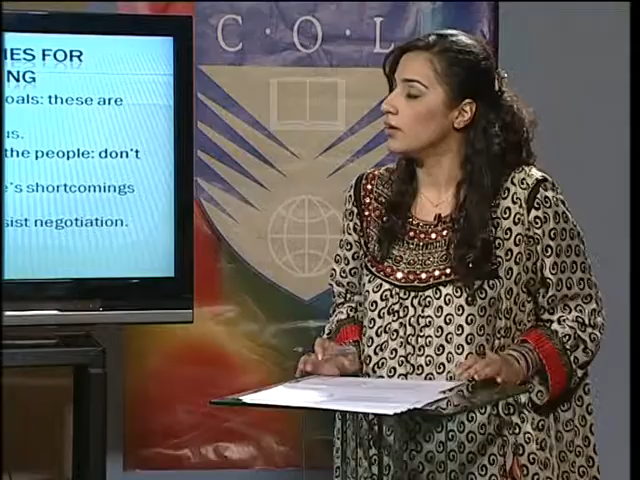 C·O·L
IES FOR
NG
oals: these are
us.
the people: don't
e's shortcomings
sist negotiation.